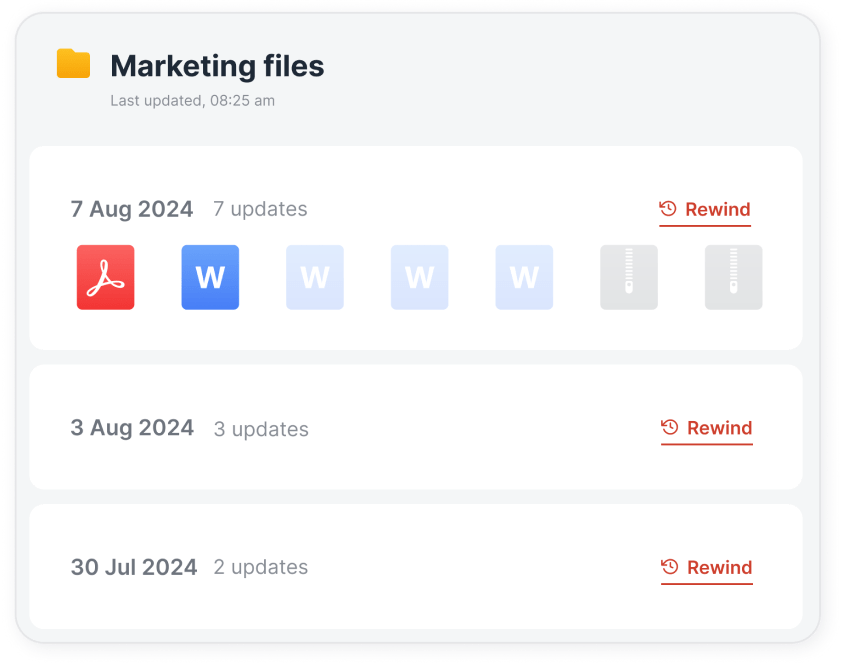 Marketing files
Last updated, 08:25 am
7 Aug 2024 7 updates Rewind
W W W W
3 Aug 2024 3 updates Rewind
30 Jul 2024 2 updates Rewind